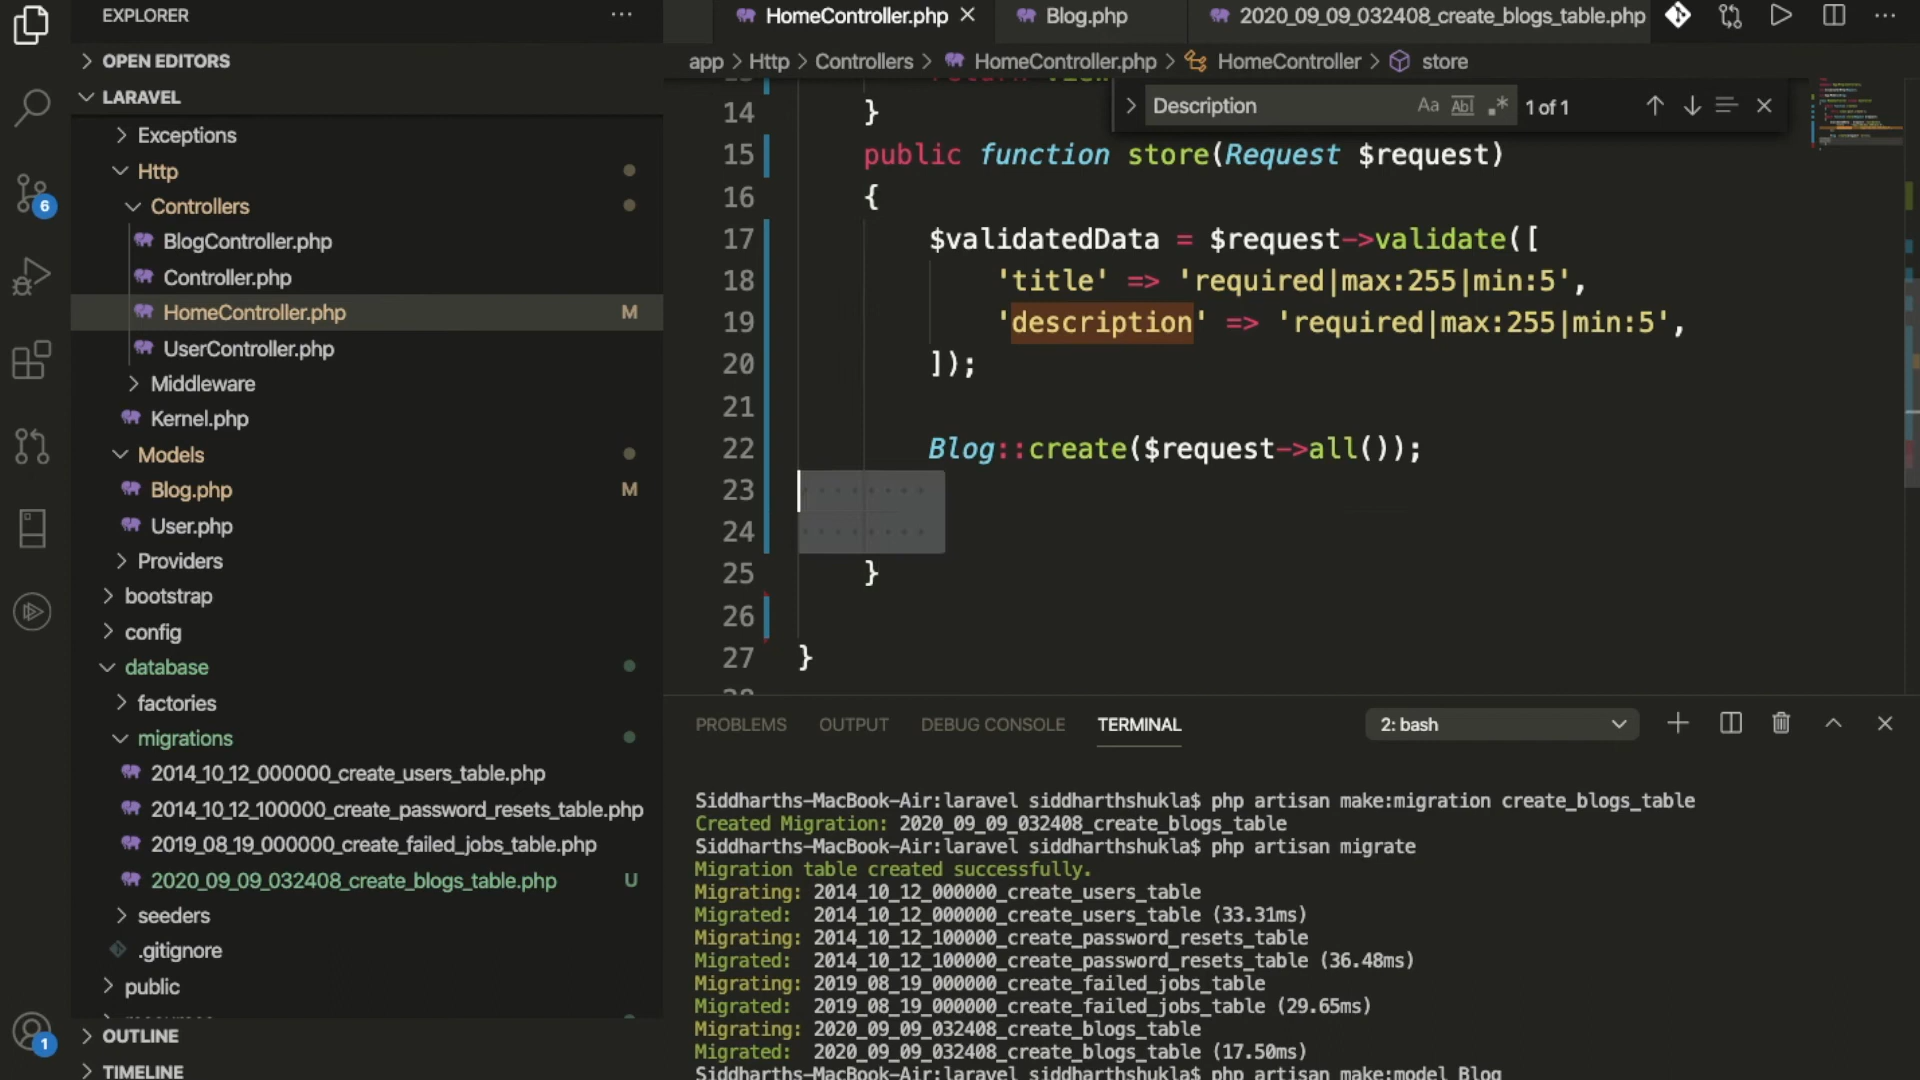 EXPLORER
OPEN EDITORS
LARAVEL
Exceptions
Http
Controllers
BlogController.php
Controller.php
HomeController.php M
UserController.php
Middleware
Kernel.php
Models
Blog.php M
User.php
Providers
bootstrap
config
database
factories
migrations
2014_10_12_000000_create_users_table.php
2014_10_12_100000_create_password_resets_table.php
2019_08_19_000000_create_failed_jobs_table.php
2020_09_09_032408_create_blogs_table.php U
seeders
.gitignore
public
OUTLINE
TIMELINE
6
1
HomeController.php Blog.php 2020_09_09_032408_create_blogs_table.php
app > Http > Controllers > HomeController.php > HomeController > store
Description Aa Abl .* 1 of 1
14 }
15 public function store(Request $request)
16 {
17 $validatedData = $request->validate([
18 'title' => 'required|max:255|min:5',
19 'description' => 'required|max:255|min:5',
20 ]);
21
22 Blog::create($request->all());
23
24
25 }
26
27 }
PROBLEMS OUTPUT DEBUG CONSOLE TERMINAL 2: bash
Siddharths-MacBook-Air:laravel siddharthshukla$ php artisan make:migration create_blogs_table
Created Migration: 2020_09_09_032408_create_blogs_table
Siddharths-MacBook-Air:laravel siddharthshukla$ php artisan migrate
Migration table created successfully.
Migrating: 2014_10_12_000000_create_users_table
Migrated: 2014_10_12_000000_create_users_table (33.31ms)
Migrating: 2014_10_12_100000_create_password_resets_table
Migrated: 2014_10_12_100000_create_password_resets_table (36.48ms)
Migrating: 2019_08_19_000000_create_failed_jobs_table
Migrated: 2019_08_19_000000_create_failed_jobs_table (29.65ms)
Migrating: 2020_09_09_032408_create_blogs_table
Migrated: 2020_09_09_032408_create_blogs_table (17.50ms)
Siddharths-MacBook-Air:laravel siddharthshukla$ php artisan make:model Blog